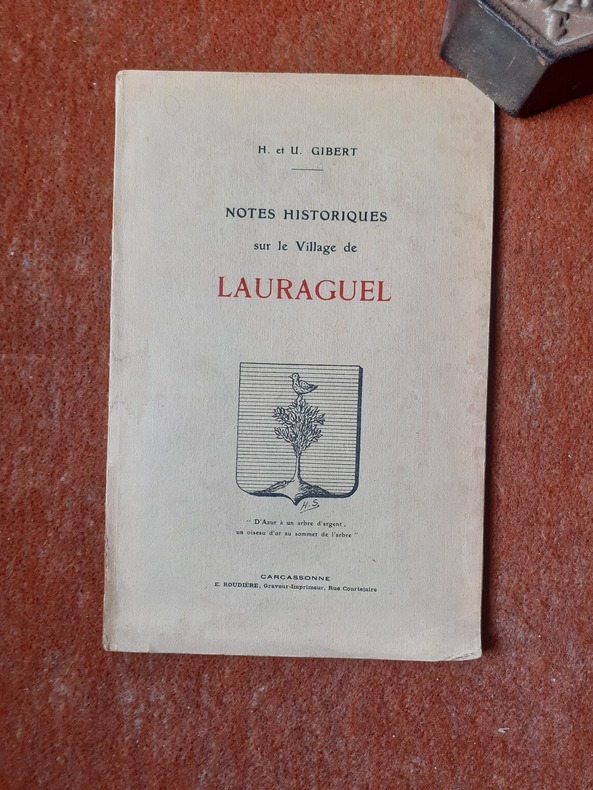 H. et U. GIBERT
NOTES HISTORIQUES
sur le Village de
LAURAGUEL
H.S.
" D'Azur à un arbre d'argent,
un oiseau d'or au sommet de l'arbre "
CARCASSONNE
E. ROUDIÈRE, Graveur-Imprimeur, Rue Courtejaire